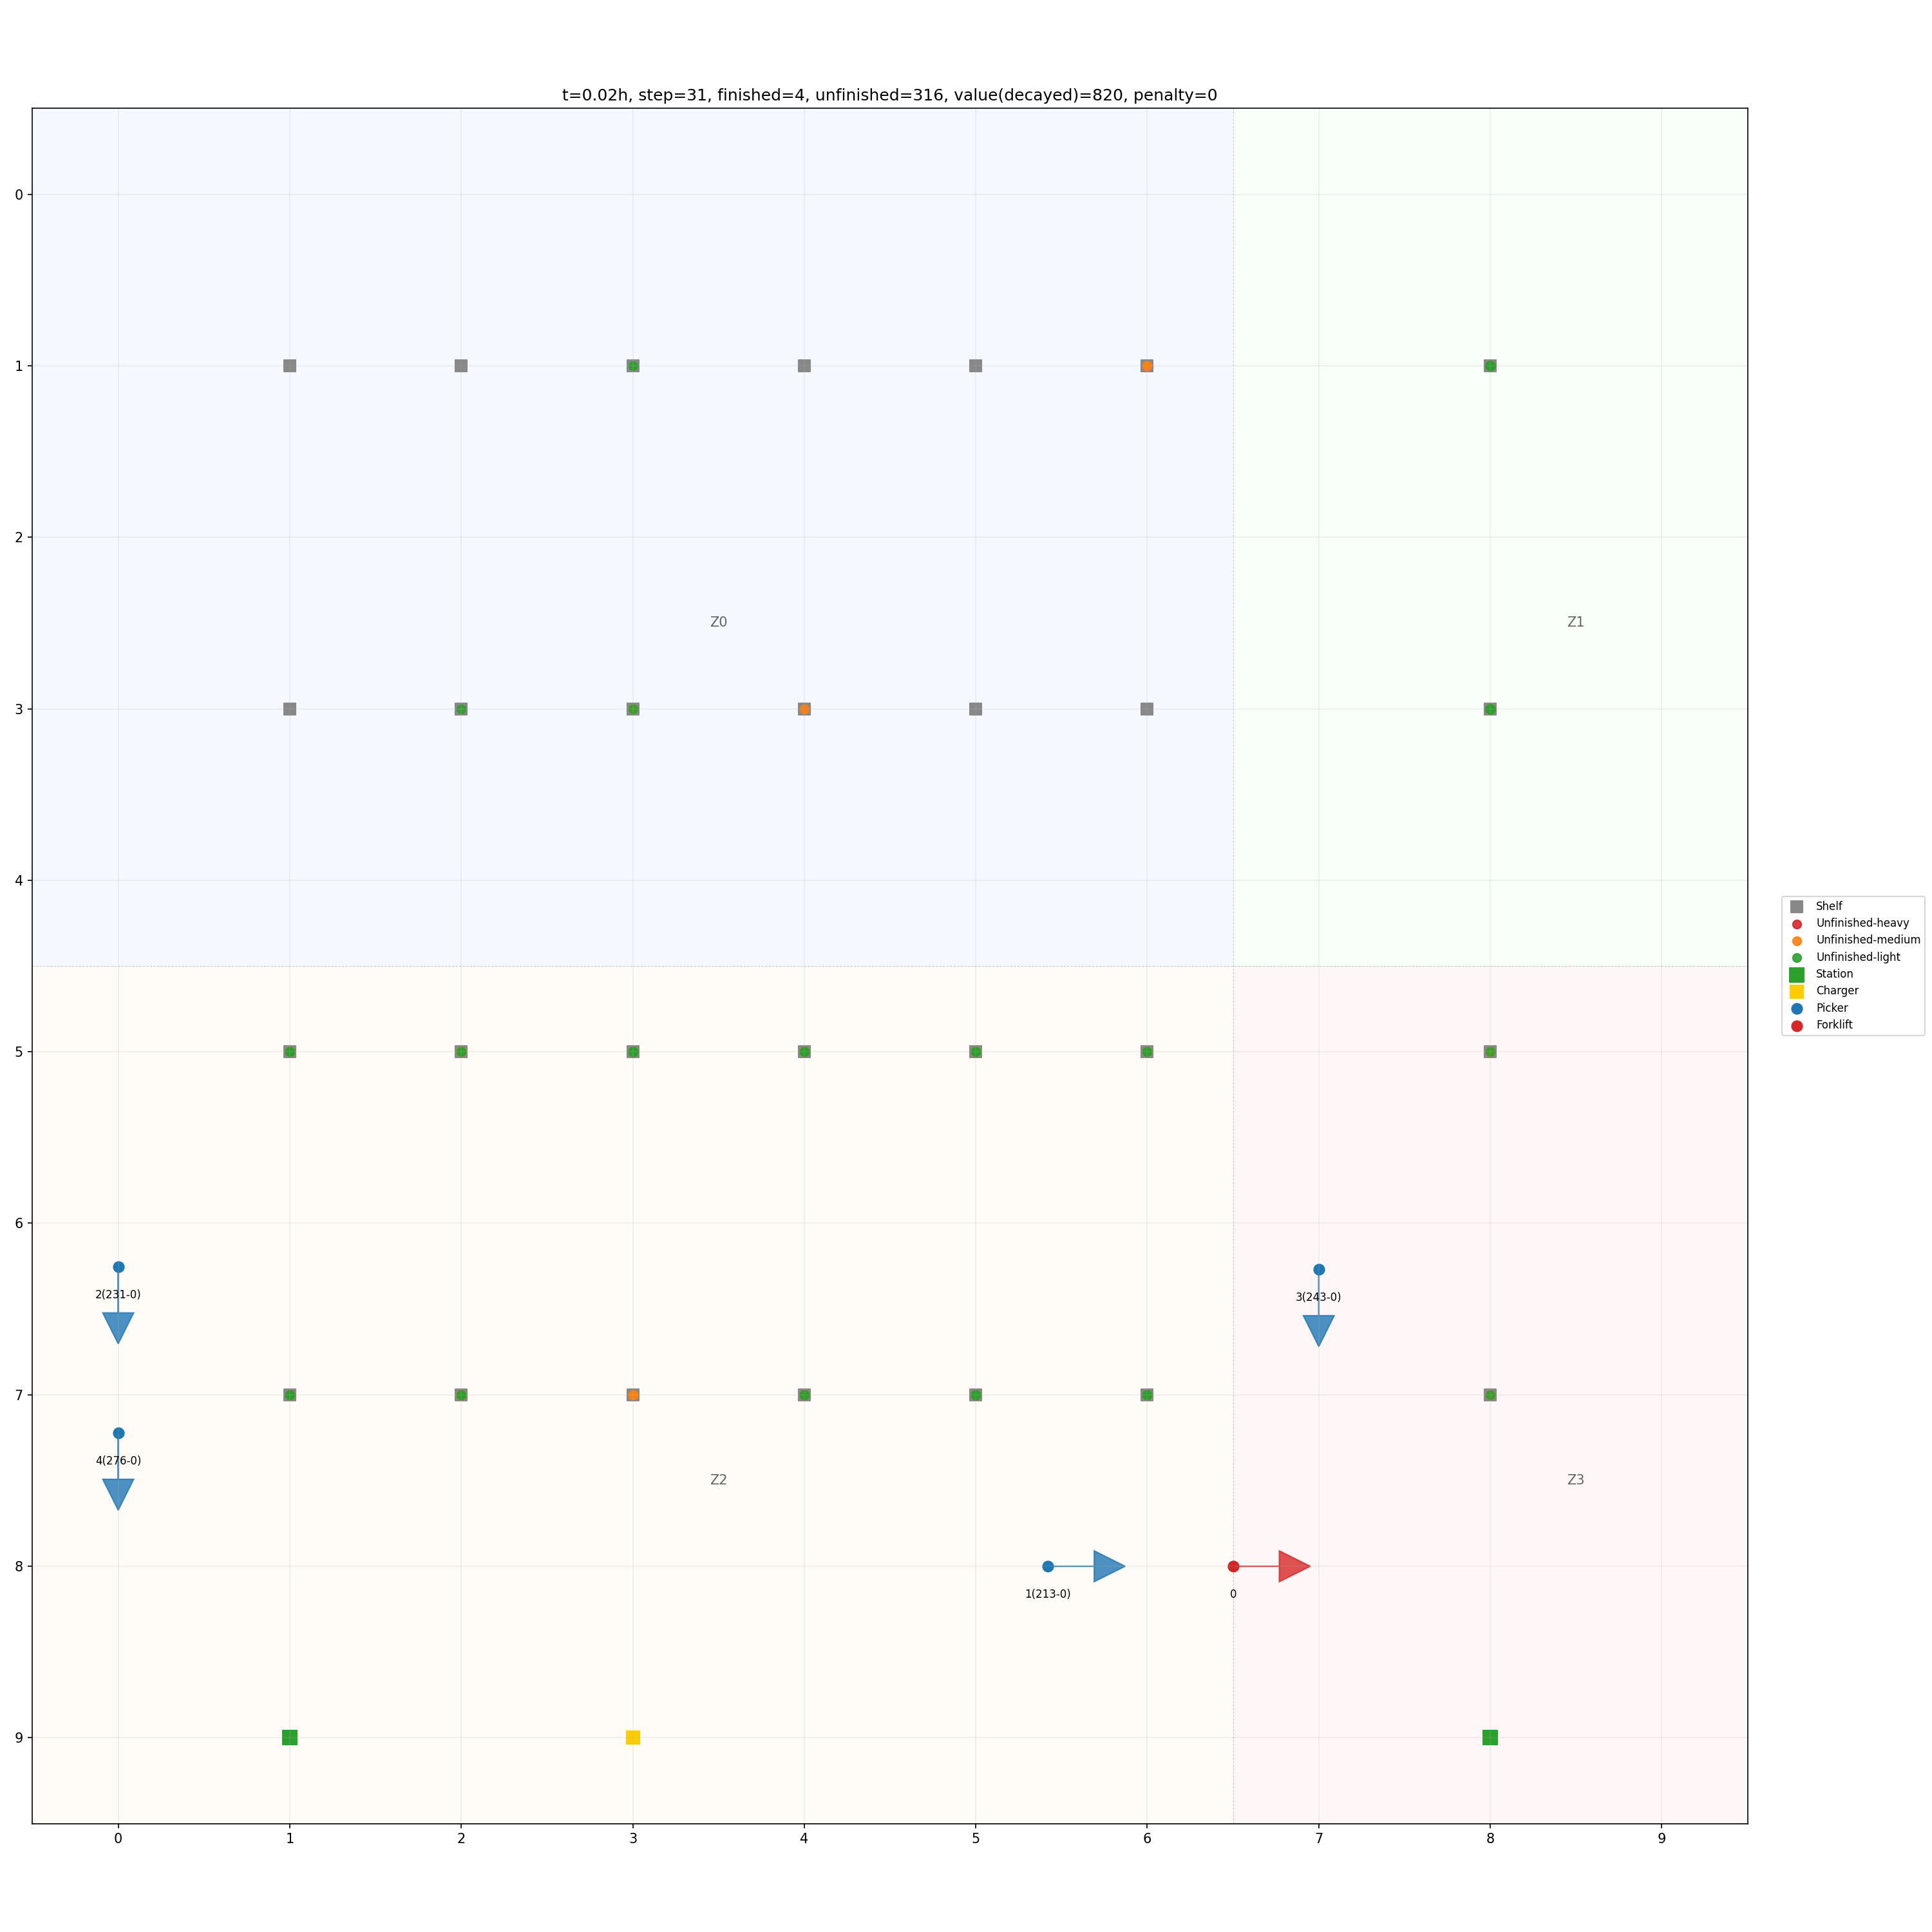 t=0.02h, step=31, finished=4, unfinished=316, value(decayed)=820, penalty=0
0
1
2
Z0
Z1
3
4
Shelf
Unfinished-heavy
Unfinished-medium
Unfinished-light
Station
Charger
Picker
Forklift
5
6
2(231-0)
3(243-0)
7
4(276-0)
Z2
Z3
8
1(213-0)
0
9
0 1 2 3 4 5 6 7 8 9